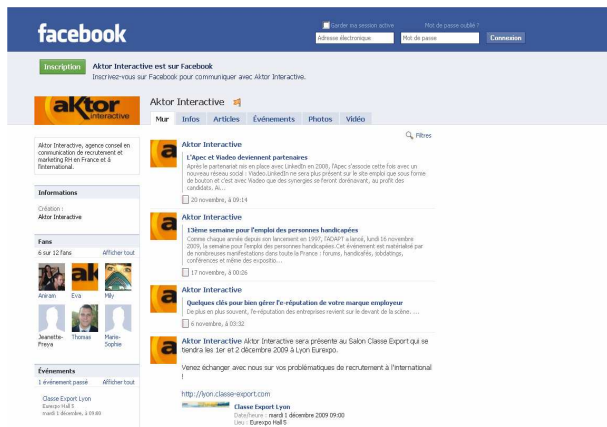 facebook
Garder ma session active
Mot de passe oublié ?
Adresse électronique
Mot de passe
Connexion
Inscription
Aktor Interactive est sur Facebook
Inscrivez-vous sur Facebook pour communiquer avec Aktor Interactive.
aktor
interactive
Aktor Interactive
Mur Infos Articles Événements Photos Vidéo
Filtres
Aktor Interactive, agence conseil en
communication de recrutement et
marketing RH en France et à
l'international.
Informations
Création :
Aktor Interactive
Fans
6 sur 12 fans
Afficher tout
Aniram Eva Mily
Jeanette-Freya
Thomas
Marie-Sophie
Événements
1 événement passé
Afficher tout
Classe Export Lyon
Eurexpo Hall 5
mardi 1 décembre, à 09:00
Aktor Interactive
L'Apec et Viadeo deviennent partenaires
Après le partenariat mis en place avec LinkedIn en 2008, l'Apec s'associe cette fois avec un
nouveau réseau social : Viadeo.LinkedIn ne sera plus présent sur le site emploi que sous forme
de bouton et c'est avec Viadeo que des synergies se feront dorénavant, au profit des
candidats. Ai...
20 novembre, à 09:14
Aktor Interactive
13ème semaine pour l'emploi des personnes handicapées
Comme chaque année depuis son lancement en 1997, l'ADAPT a lancé, lundi 16 novembre
2009, la semaine pour l'emploi des personnes handicapées.Cet événement est matérialisé par
de nombreuses manifestations dans toute la France : forums, handicafés, jobdatings,
conférences et même des expositio...
17 novembre, à 00:26
Aktor Interactive
Quelques clés pour bien gérer l'e-réputation de votre marque employeur
De plus en plus souvent, l'e-réputation des entreprises revient sur le devant de la scène. ...
6 novembre, à 03:32
Aktor Interactive Aktor Interactive sera présente au Salon Classe Export qui se
tiendra les 1er et 2 décembre 2009 à Lyon Eurexpo.
Venez échanger avec nous sur vos problématiques de recrutement à l'international
!
http://lyon.classe-export.com
Classe Export Lyon
Date/heure : mardi 1 décembre 2009 09:00
Lieu : Eurexpo Hall 5